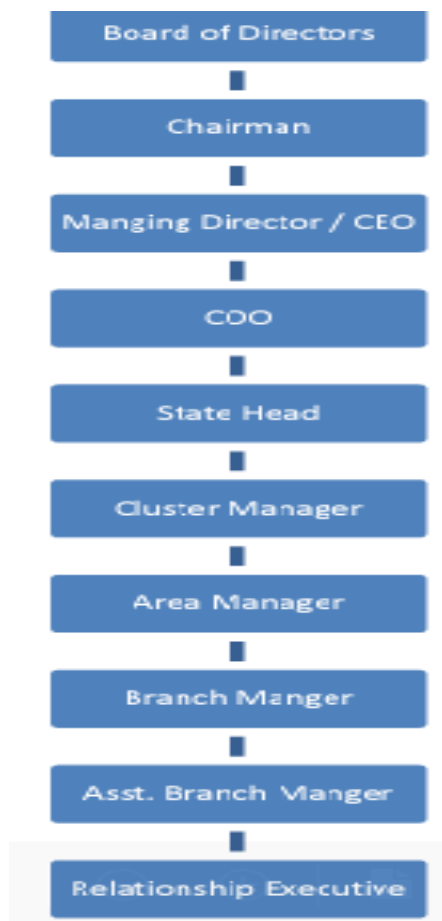 Board of Directors
Chairman
Manging Director / CEO
COO
State Head
Cluster Manager
Area Manager
Branch Manger
Asst. Branch Manger
Relationship Executive